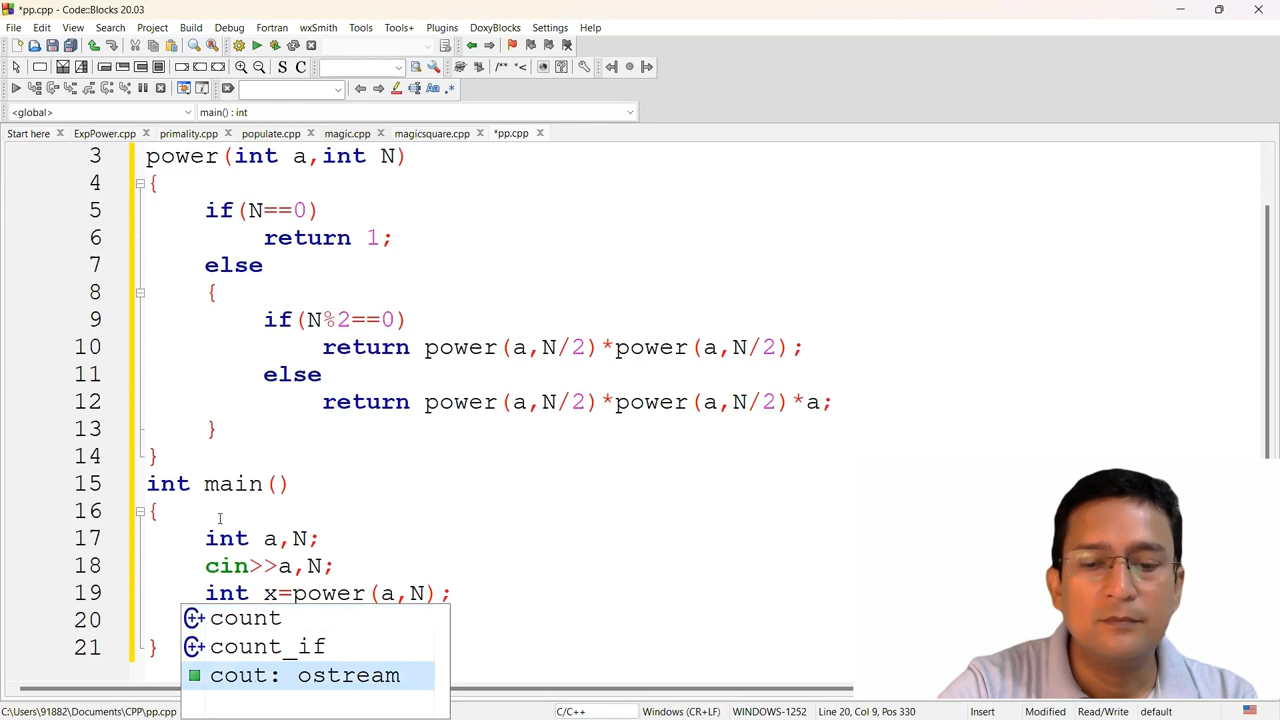 *pp.cpp - Code::Blocks 20.03
File Edit View Search Project Build Debug Fortran wxSmith Tools Tools+ Plugins DoxyBlocks Settings Help
S C /** *< 
Aa .*
<global> main() : int
Start here ExpPower.cpp primality.cpp populate.cpp magic.cpp magicsquare.cpp *pp.cpp
3 power(int a,int N)
4 {
5 if(N==0)
6 return 1;
7 else
8 {
9 if(N%2==0)
10 return power(a,N/2)*power(a,N/2);
11 else
12 return power(a,N/2)*power(a,N/2)*a;
13 }
14 }
15 int main()
16 {
17 int a,N;
18 cin>>a,N;
19 int x=power(a,N);
20 count
21 } count_if
cout: ostream
C:\Users\91882\Documents\CPP\pp.cpp C/C++ Windows (CR+LF) WINDOWS-1252 Line 20, Col 9, Pos 330 Insert Modified Read/Write default